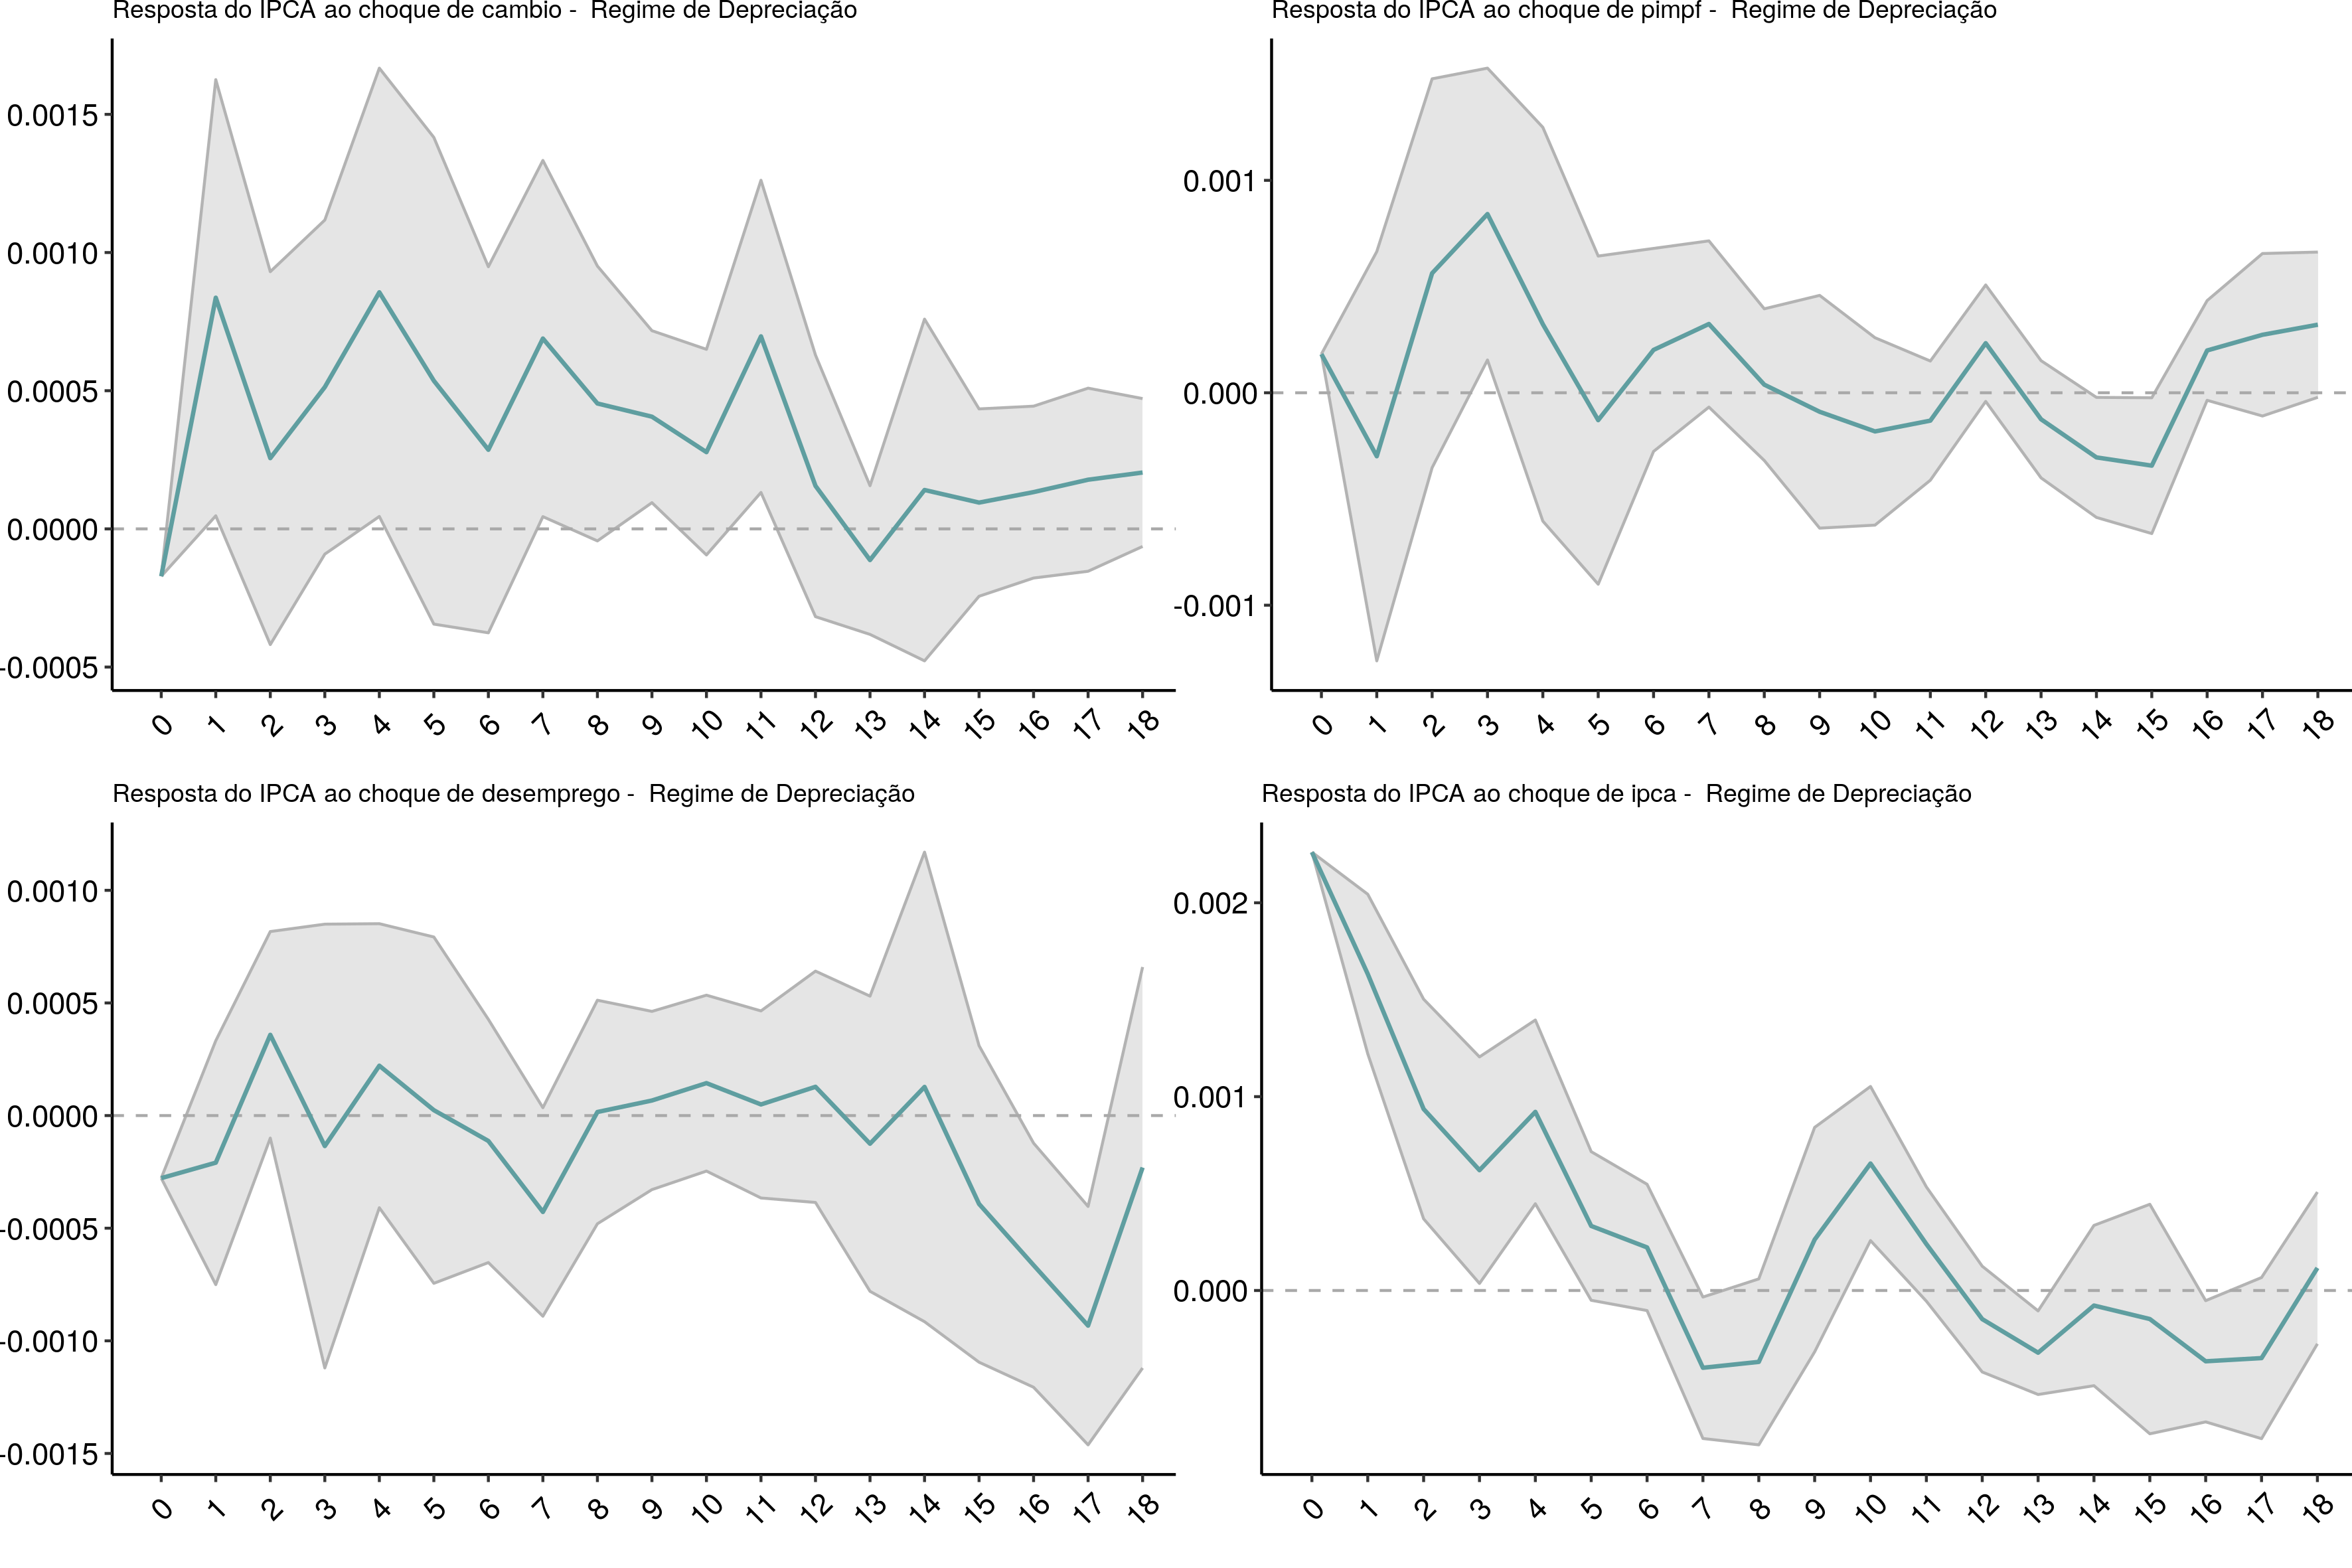 Resposta do IPCA ao choque de cambio -  Regime de Depreciação
0.0015
0.0010
0.0005
0.0000
-0.0005
0 1 2 3 4 5 6 7 8 9 10 11 12 13 14 15 16 17 18
Resposta do IPCA ao choque de pimpf -  Regime de Depreciação
0.001
0.000
-0.001
0 1 2 3 4 5 6 7 8 9 10 11 12 13 14 15 16 17 18
Resposta do IPCA ao choque de desemprego -  Regime de Depreciação
0.0010
0.0005
0.0000
-0.0005
-0.0010
-0.0015
0 1 2 3 4 5 6 7 8 9 10 11 12 13 14 15 16 17 18
Resposta do IPCA ao choque de ipca -  Regime de Depreciação
0.002
0.001
0.000
0 1 2 3 4 5 6 7 8 9 10 11 12 13 14 15 16 17 18